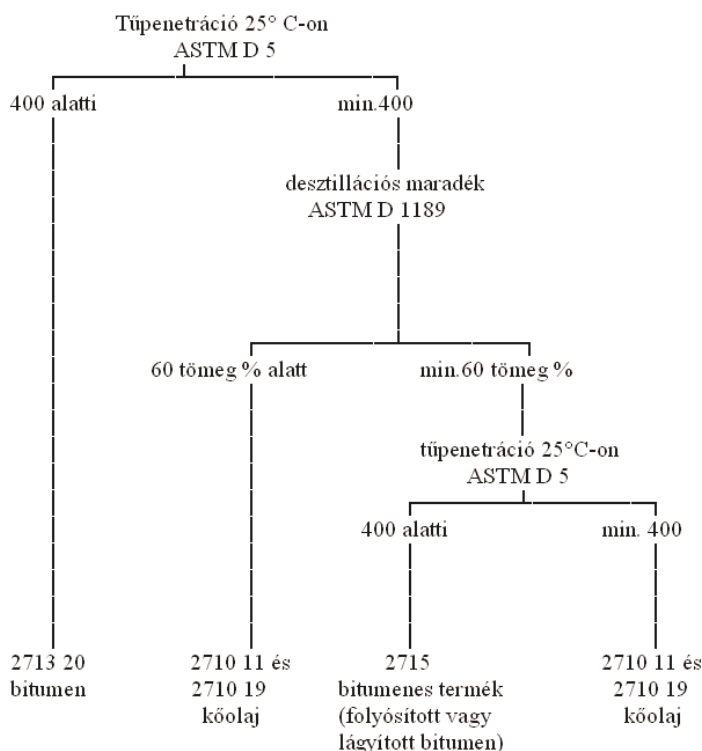 Tűpenetráció 25° C-on
ASTM D 5
400 alatti
min.400
desztillációs maradék
ASTM D 1189
60 tömeg % alatt
min.60 tömeg %
tűpenetráció 25°C-on
ASTM D 5
400 alatti
min. 400
2713 20
bitumen
2710 11 és
2710 19
kőolaj
2715
bitumenes termék
(folyósított vagy
lágyított bitumen)
2710 11 és
2710 19
kőolaj